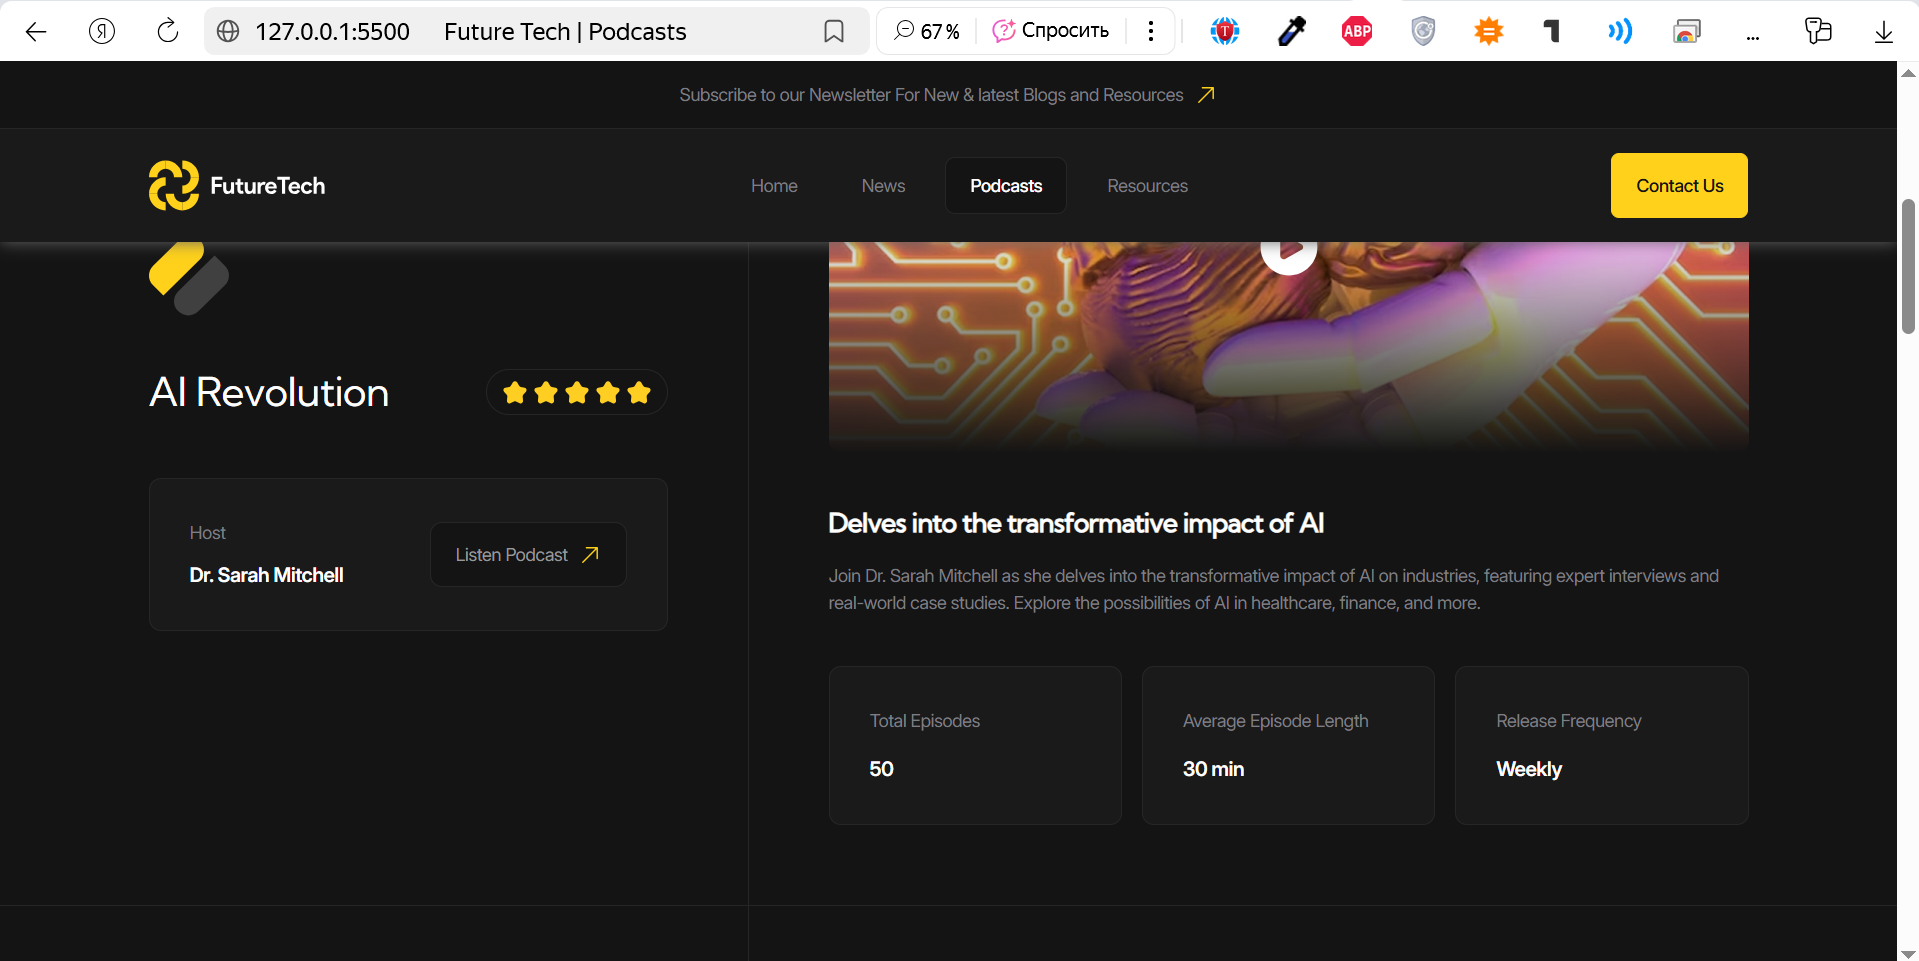 127.0.0.1:5500 Future Tech | Podcasts 67 % Спросить ABP ...
Subscribe to our Newsletter For New & latest Blogs and Resources
FutureTech
Home News Podcasts Resources
Contact Us
AI Revolution
Host
Dr. Sarah Mitchell
Listen Podcast
Delves into the transformative impact of AI
Join Dr. Sarah Mitchell as she delves into the transformative impact of AI on industries, featuring expert interviews and
real-world case studies. Explore the possibilities of AI in healthcare, finance, and more.
Total Episodes
50
Average Episode Length
30 min
Release Frequency
Weekly